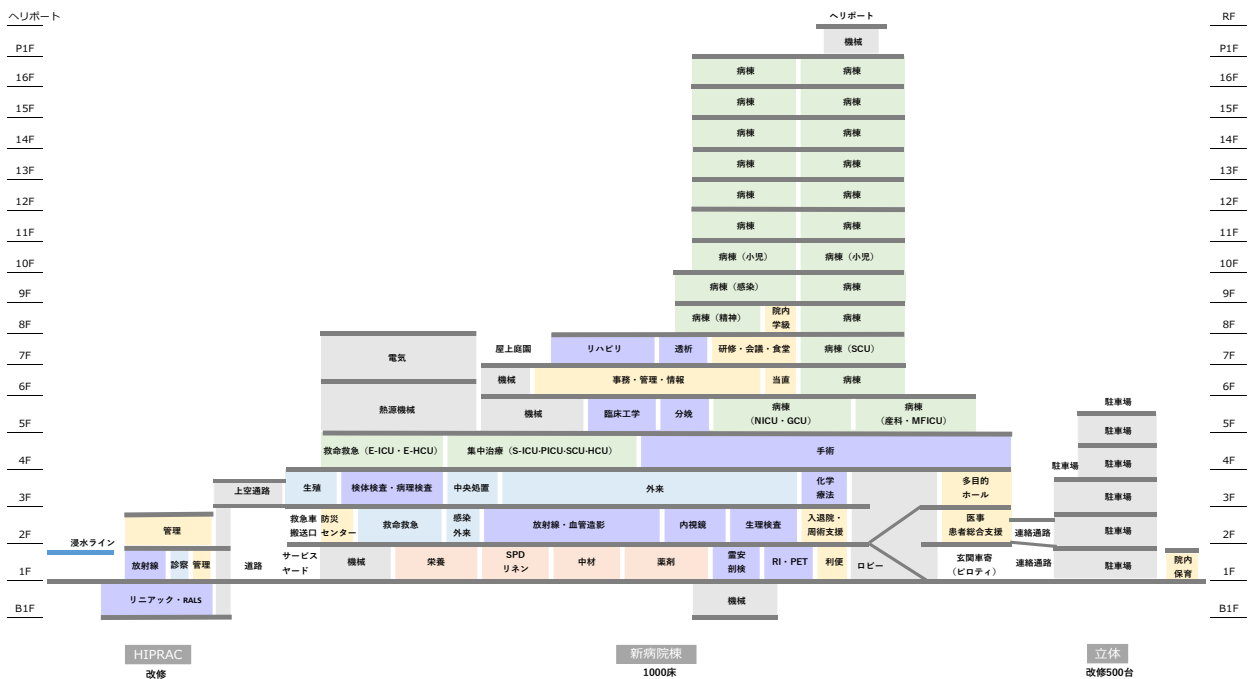 ヘリポート
ヘリポート
RF
P1F
機械
P1F
16F
病棟
病棟
16F
15F
病棟
病棟
15F
14F
病棟
病棟
14F
13F
病棟
病棟
13F
12F
病棟
病棟
12F
11F
病棟
病棟
11F
10F
病棟（小児）
病棟（小児）
10F
9F
病棟（感染）
病棟
9F
8F
病棟（精神）
院内
学級
病棟
8F
7F
電気
屋上庭園
リハビリ
透析
研修・会議・食堂
病棟（SCU）
7F
6F
機械
事務・管理・情報
当直
病棟
6F
5F
熱源機械
機械
臨床工学
分娩
病棟
（NICU・GCU）
病棟
（産科・MFICU）
駐車場
駐車場
5F
4F
救命救急（E-ICU・E-HCU）
集中治療（S-ICU・PICU・SCU・HCU）
手術
駐車場
駐車場
4F
3F
上空通路
生殖
検体検査・病理検査
中央処置
外来
化学
療法
多目的
ホール
駐車場
3F
2F
管理
救急車
搬送口
防災
センター
救命救急
感染
外来
放射線・血管造影
内視鏡
生理検査
入退院・
周術支援
医事
患者総合支援
連絡通路
駐車場
2F
浸水ライン
1F
放射線
診察
管理
道路
サービス
ヤード
機械
栄養
SPD
リネン
中材
薬剤
霊安
剖検
RI・PET
利便
ロビー
玄関車寄
（ピロティ）
連絡通路
駐車場
院内
保育
1F
B1F
リニアック・RALS
機械
B1F
HIPRAC
改修
新病院棟
1000床
立体
改修500台